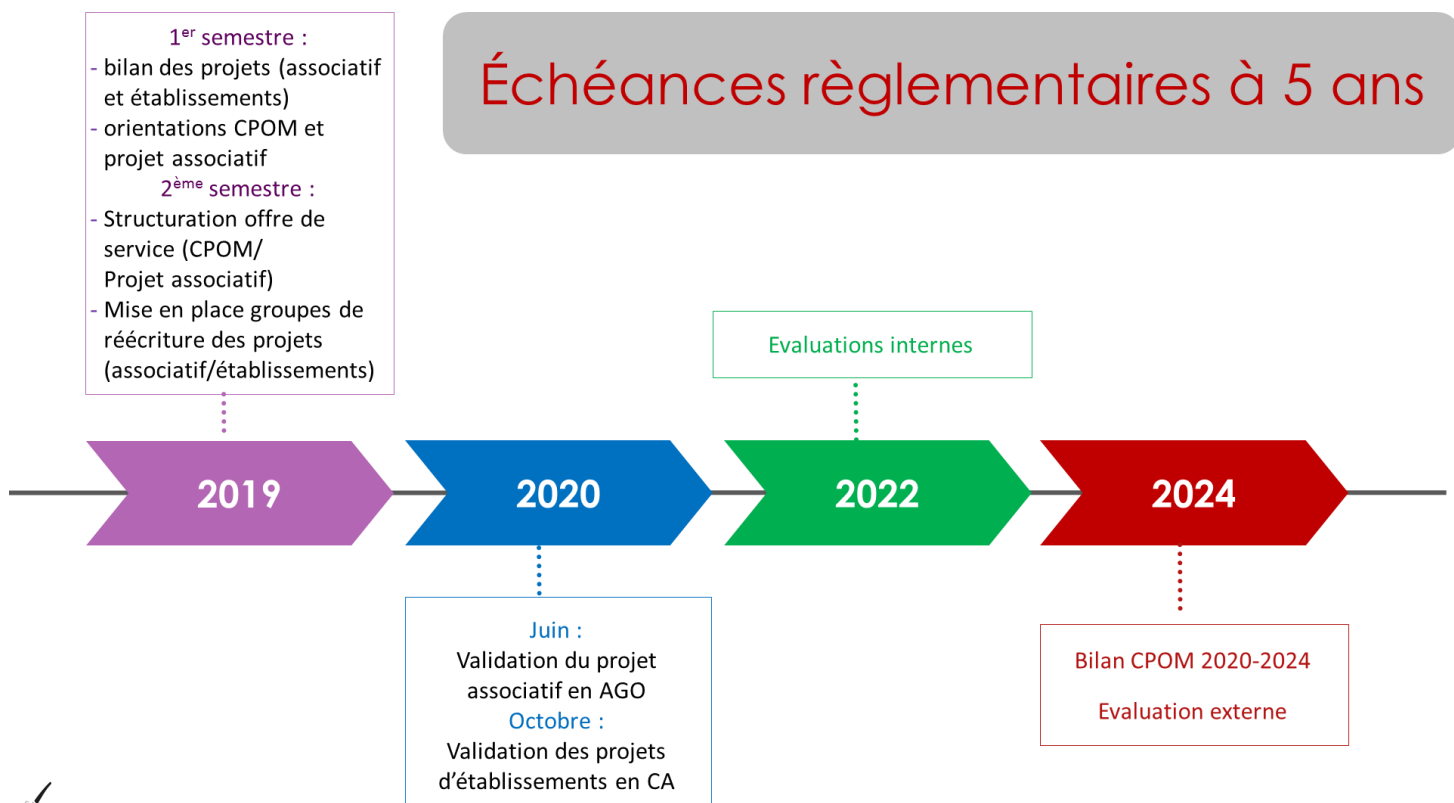 Échéances règlementaires à 5 ans
1er semestre :
- bilan des projets (associatif
et établissements)
- orientations CPOM et
projet associatif
2ème semestre :
- Structuration offre de
service (CPOM/
Projet associatif)
- Mise en place groupes de
réécriture des projets
(associatif/établissements)
Evaluations internes
2019
2020
2022
2024
Juin :
Validation du projet
associatif en AGO
Octobre :
Validation des projets
d’établissements en CA
Bilan CPOM 2020-2024
Evaluation externe